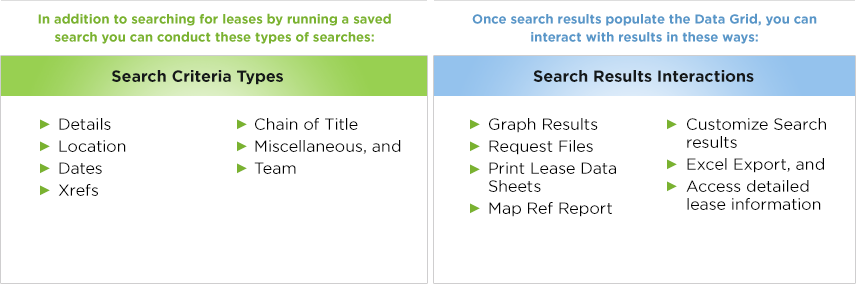 In addition to searching for leases by running a saved
search you can conduct these types of searches:
Search Criteria Types
Details
Location
Dates
Xrefs
Chain of Title
Miscellaneous, and
Team
Once search results populate the Data Grid, you can
interact with results in these ways:
Search Results Interactions
Graph Results
Request Files
Print Lease Data
Sheets
Map Ref Report
Customize Search
results
Excel Export, and
Access detailed
lease information